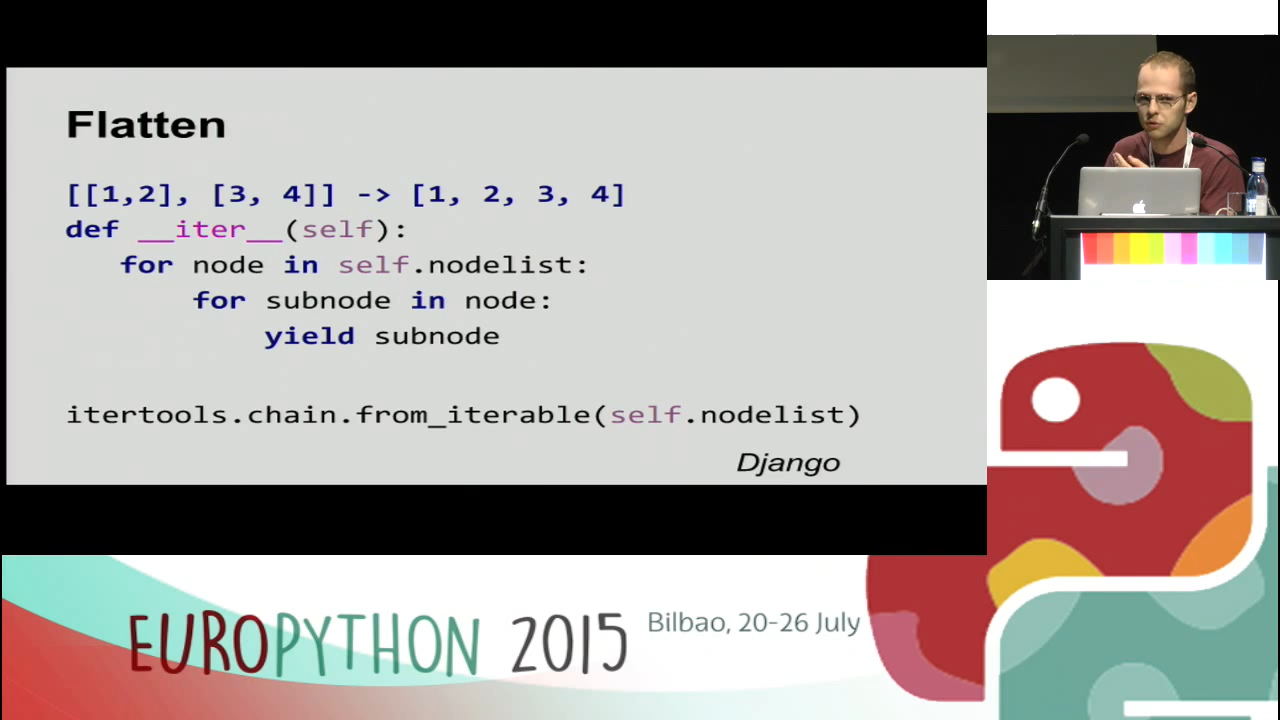 Flatten
[[1,2], [3, 4]] -> [1, 2, 3, 4]
def __iter__(self):
for node in self.nodelist:
for subnode in node:
yield subnode
itertools.chain.from_iterable(self.nodelist)
Django
EUROPYTHON 2015
Bilbao, 20-26 July